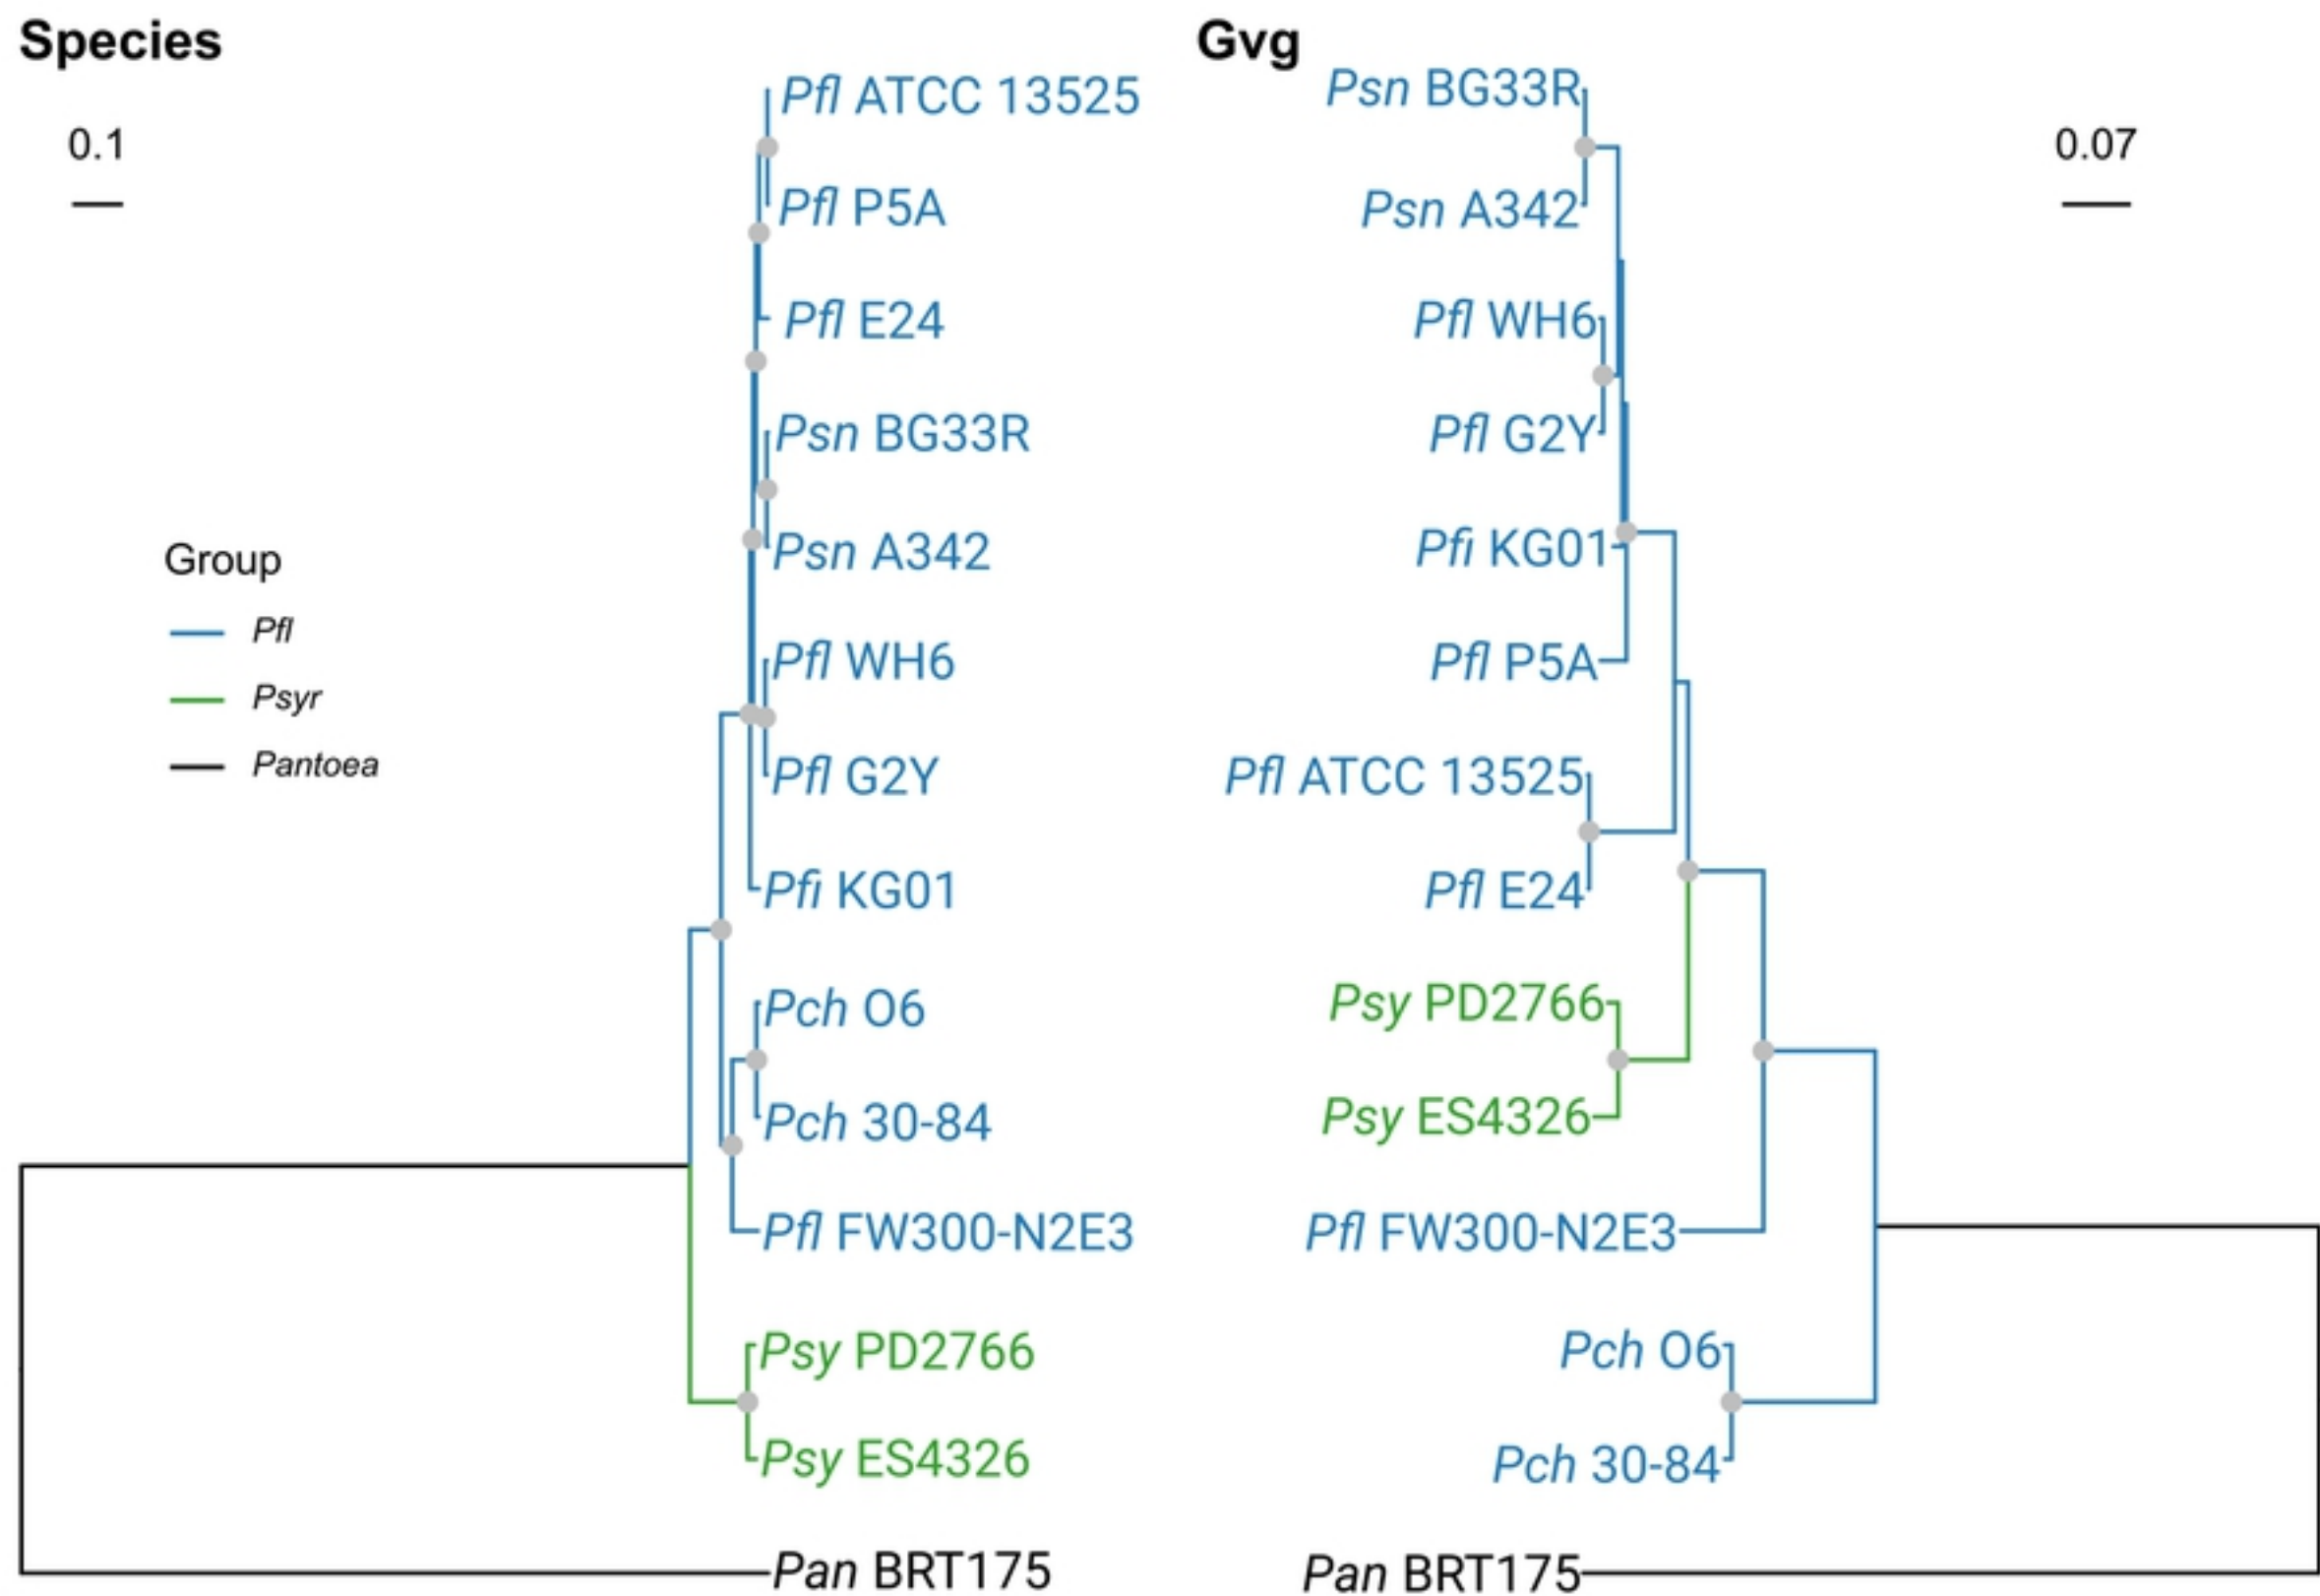 Species
0.1
Group
Pfl
Psyr
Pantoea
Pfl ATCC 13525
Pfl P5A
Pfl E24
Psn BG33R
Psn A342
Pfl WH6
Pfl G2Y
Pfi KG01
Pch O6
Pch 30-84
Pfl FW300-N2E3
Psy PD2766
Psy ES4326
Pan BRT175
Gvg
0.07
Psn BG33R
Psn A342
Pfl WH6
Pfl G2Y
Pfi KG01
Pfl P5A
Pfl ATCC 13525
Pfl E24
Psy PD2766
Psy ES4326
Pfl FW300-N2E3
Pch O6
Pch 30-84
Pan BRT175